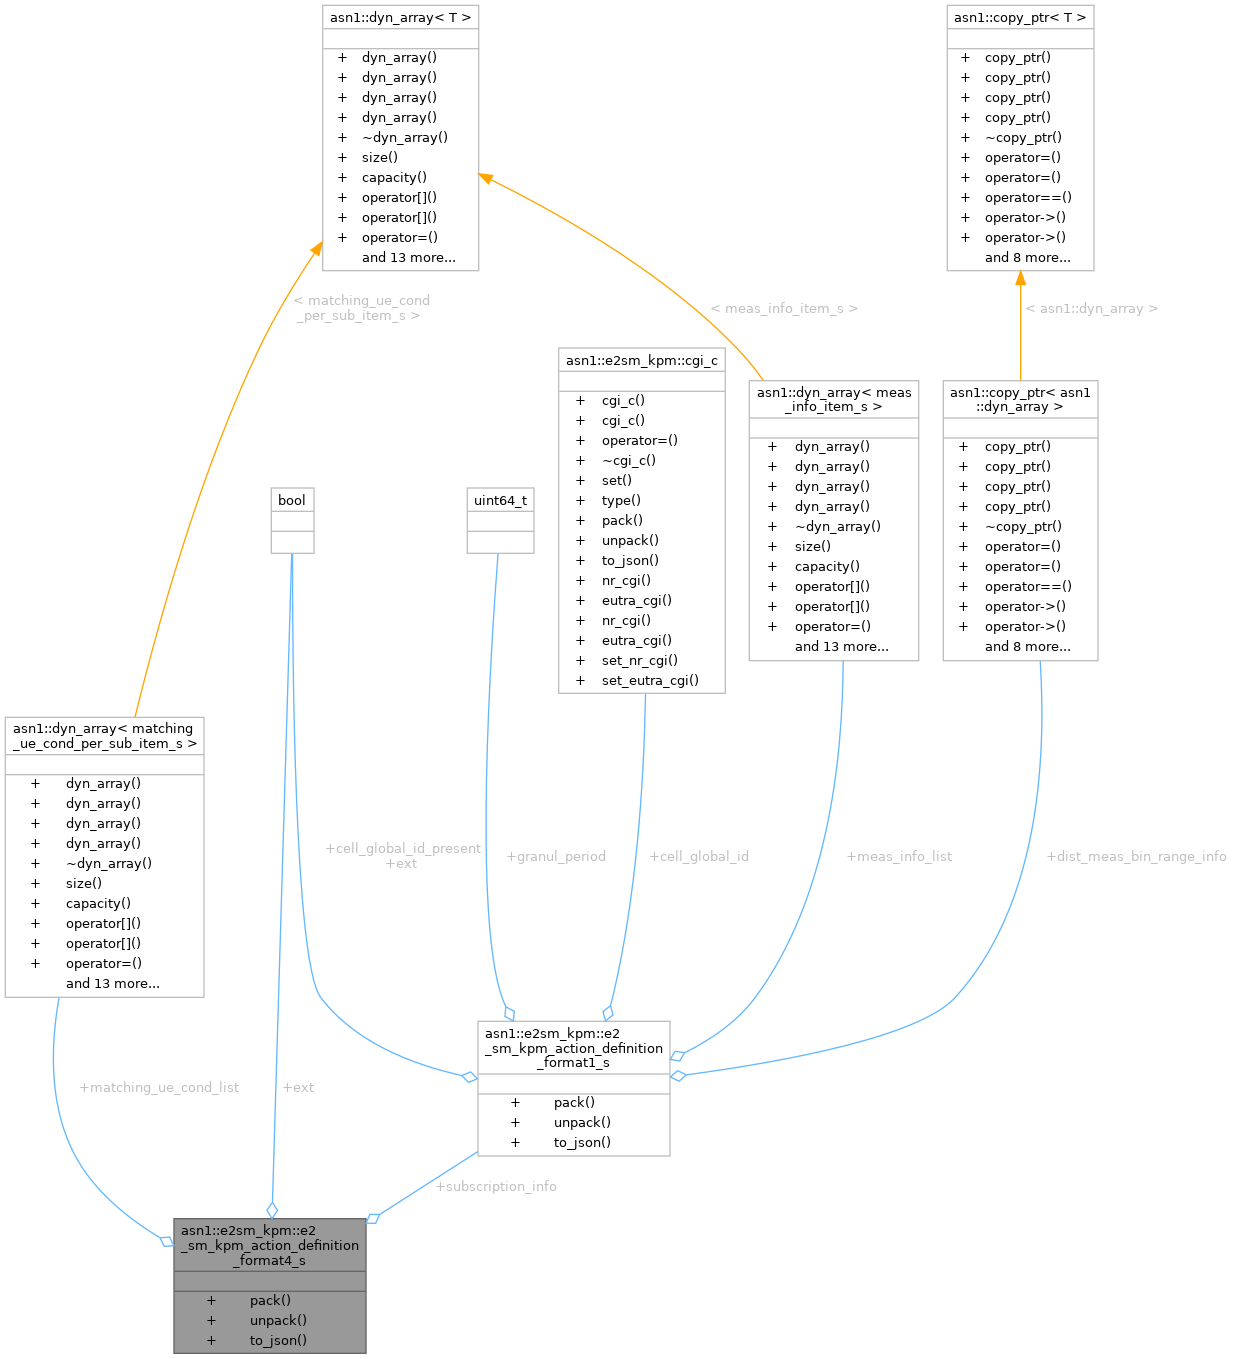 asn1::dyn_array< T >
+ dyn_array()
+ dyn_array()
+ dyn_array()
+ dyn_array()
+ ~dyn_array()
+ size()
+ capacity()
+ operator[]()
+ operator[]()
+ operator=()
and 13 more...
asn1::copy_ptr< T >
+ copy_ptr()
+ copy_ptr()
+ copy_ptr()
+ copy_ptr()
+ ~copy_ptr()
+ operator=()
+ operator=()
+ operator==()
+ operator->()
+ operator->()
and 8 more...
< matching_ue_cond
_per_sub_item_s >
< meas_info_item_s >
< asn1::dyn_array >
asn1::e2sm_kpm::cgi_c
+ cgi_c()
+ cgi_c()
+ operator=()
+ ~cgi_c()
+ set()
+ type()
+ pack()
+ unpack()
+ to_json()
+ nr_cgi()
+ eutra_cgi()
+ nr_cgi()
+ eutra_cgi()
+ set_nr_cgi()
+ set_eutra_cgi()
asn1::dyn_array< meas
_info_item_s >
+ dyn_array()
+ dyn_array()
+ dyn_array()
+ dyn_array()
+ ~dyn_array()
+ size()
+ capacity()
+ operator[]()
+ operator[]()
+ operator=()
and 13 more...
asn1::copy_ptr< asn1
::dyn_array >
+ copy_ptr()
+ copy_ptr()
+ copy_ptr()
+ copy_ptr()
+ ~copy_ptr()
+ operator=()
+ operator=()
+ operator==()
+ operator->()
+ operator->()
and 8 more...
bool
uint64_t
asn1::dyn_array< matching
_ue_cond_per_sub_item_s >
+ dyn_array()
+ dyn_array()
+ dyn_array()
+ dyn_array()
+ ~dyn_array()
+ size()
+ capacity()
+ operator[]()
+ operator[]()
+ operator=()
and 13 more...
+cell_global_id_present
+ext
+granul_period
+cell_global_id
+meas_info_list
+dist_meas_bin_range_info
asn1::e2sm_kpm::e2
_sm_kpm_action_definition
_format1_s
+ pack()
+ unpack()
+ to_json()
+matching_ue_cond_list
+ext
+subscription_info
asn1::e2sm_kpm::e2
_sm_kpm_action_definition
_format4_s
+ pack()
+ unpack()
+ to_json()